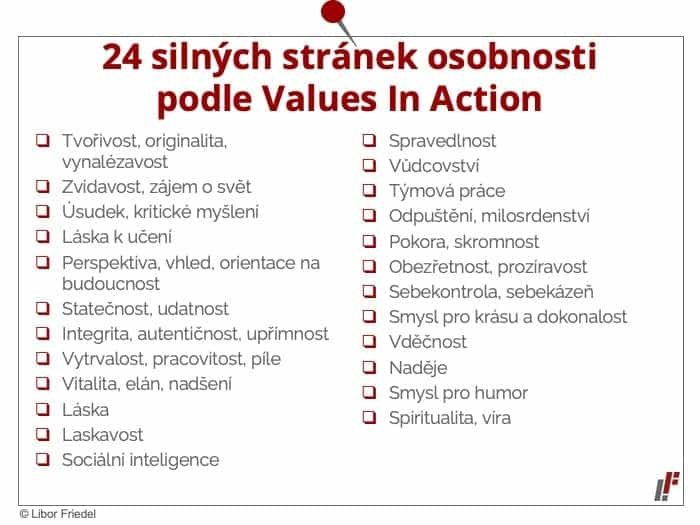 24 silných stránek osobnosti
podle Values In Action
Tvořivost, originalita,
vynalézavost
Zvidavost, zájem o svět
Úsudek, kritické myšlení
Láska k učení
Perspektiva, vhled, orientace na
budoucnost
Statečnost, udatnost
Integrita, autentičnost, upřimnost
Vytrvalost, pracovitost, píle
Vitalita, elán, nadšení
Láska
Laskavost
Sociální inteligence
Spravedlnost
Vůdcovství
Týmová práce
Odpuštění, milosrdenství
Pokora, skromnost
Obezřetnost, prozíravost
Sebekontrola, sebekázeň
Smysl pro krásu a dokonalost
Vděčnost
Naděje
Smysl pro humor
Spiritualita, víra
© Libor Friedel